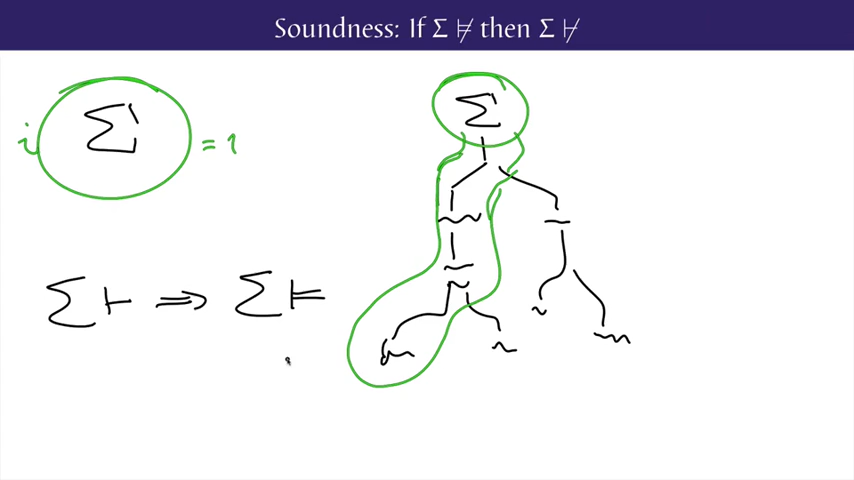 Soundness: If Σ ⊭ then Σ ⊬
i Σ = 1
Σ
Σ ⊢ ⇒ Σ ⊨